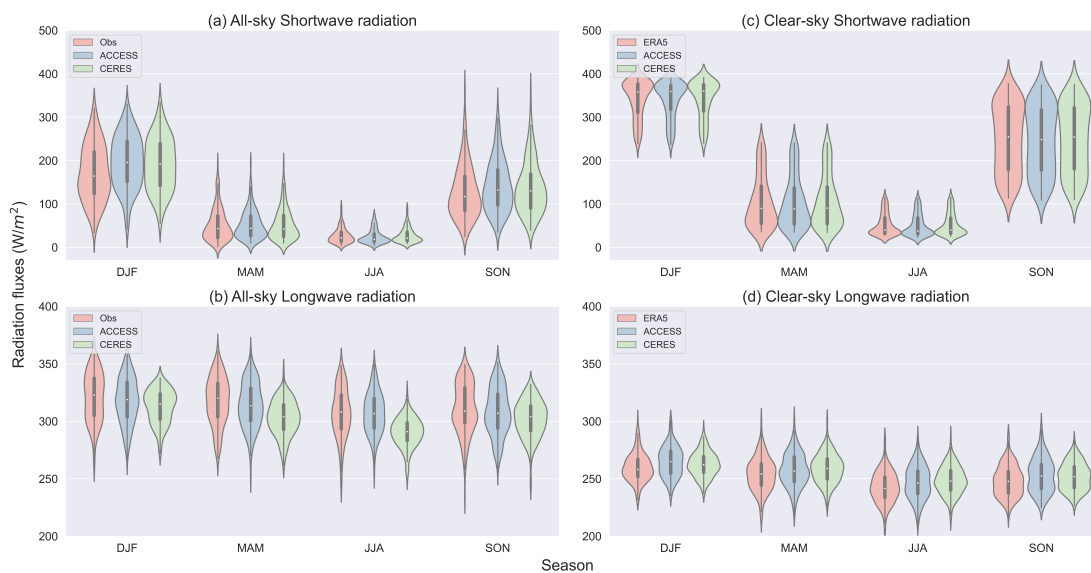 (a) All-sky Shortwave radiation
500
400
300
200
100
0
Obs
ACCESS
CERES
DJF
MAM
JJA
SON
(c) Clear-sky Shortwave radiation
500
400
300
200
100
0
ERA5
ACCESS
CERES
DJF
MAM
JJA
SON
Radiation fluxes (W/m²)
(b) All-sky Longwave radiation
400
350
300
250
200
Obs
ACCESS
CERES
DJF
MAM
JJA
SON
(d) Clear-sky Longwave radiation
400
350
300
250
200
ERA5
ACCESS
CERES
DJF
MAM
JJA
SON
Season